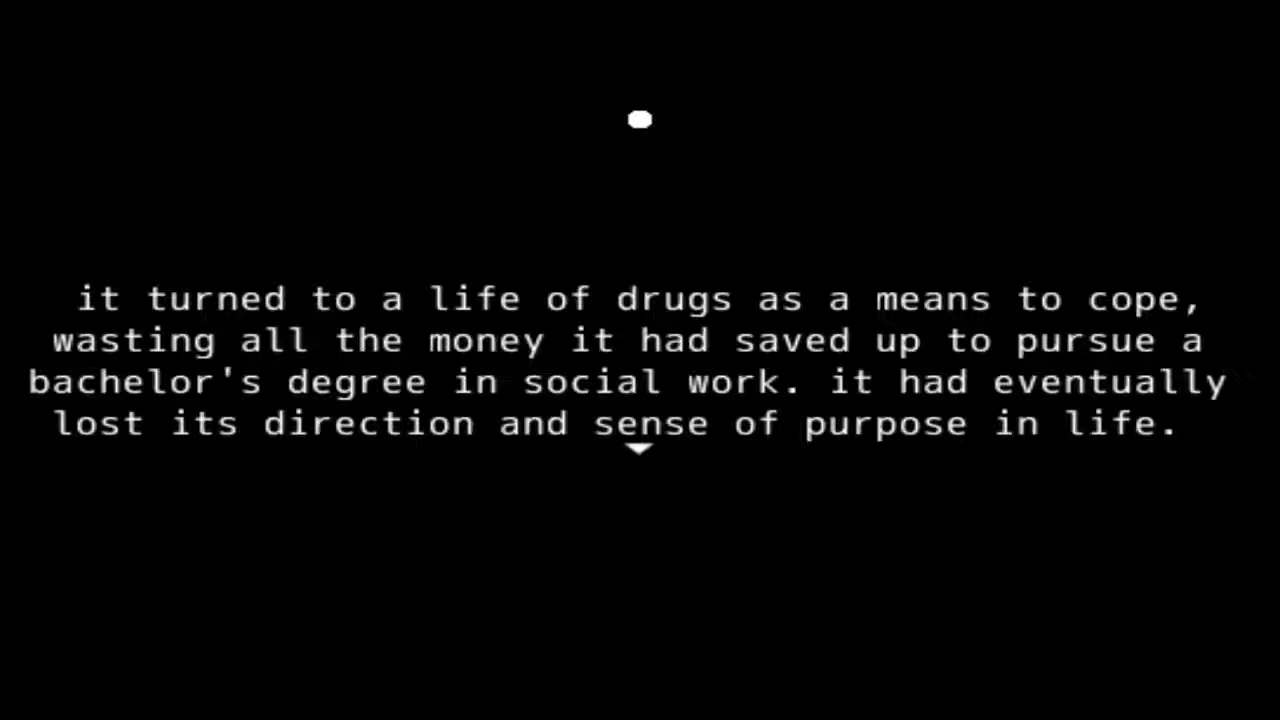 it turned to a life of drugs as a means to cope,
wasting all the money it had saved up to pursue a
bachelor's degree in social work. it had eventually
lost its direction and sense of purpose in life.